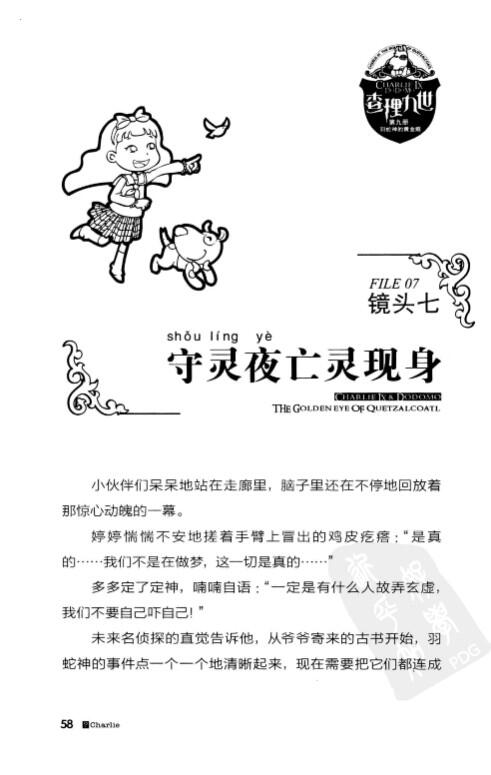 CHARLIE IX
DODOMO
查理九世
第九册
羽蛇神的黄金眼
FILE 07
镜头七
shǒu líng yè
守灵夜亡灵现身
CHARLIE IX & DODOMO
THE GOLDEN EYE OF QUETZALCOATL
小伙伴们呆呆地站在走廊里，脑子里还在不停地回放着
那惊心动魄的一幕。
婷婷惴惴不安地搓着手臂上冒出的鸡皮疙瘩：“是真
的……我们不是在做梦，这一切是真的……”
多多定了定神，喃喃自语：“一定是有什么人故弄玄虚，
我们不要自己吓自己！”
未来名侦探的直觉告诉他，从爷爷寄来的古书开始，羽
蛇神的事件点一个一个地清晰起来，现在需要把它们都连成
PDG
58 Charlie